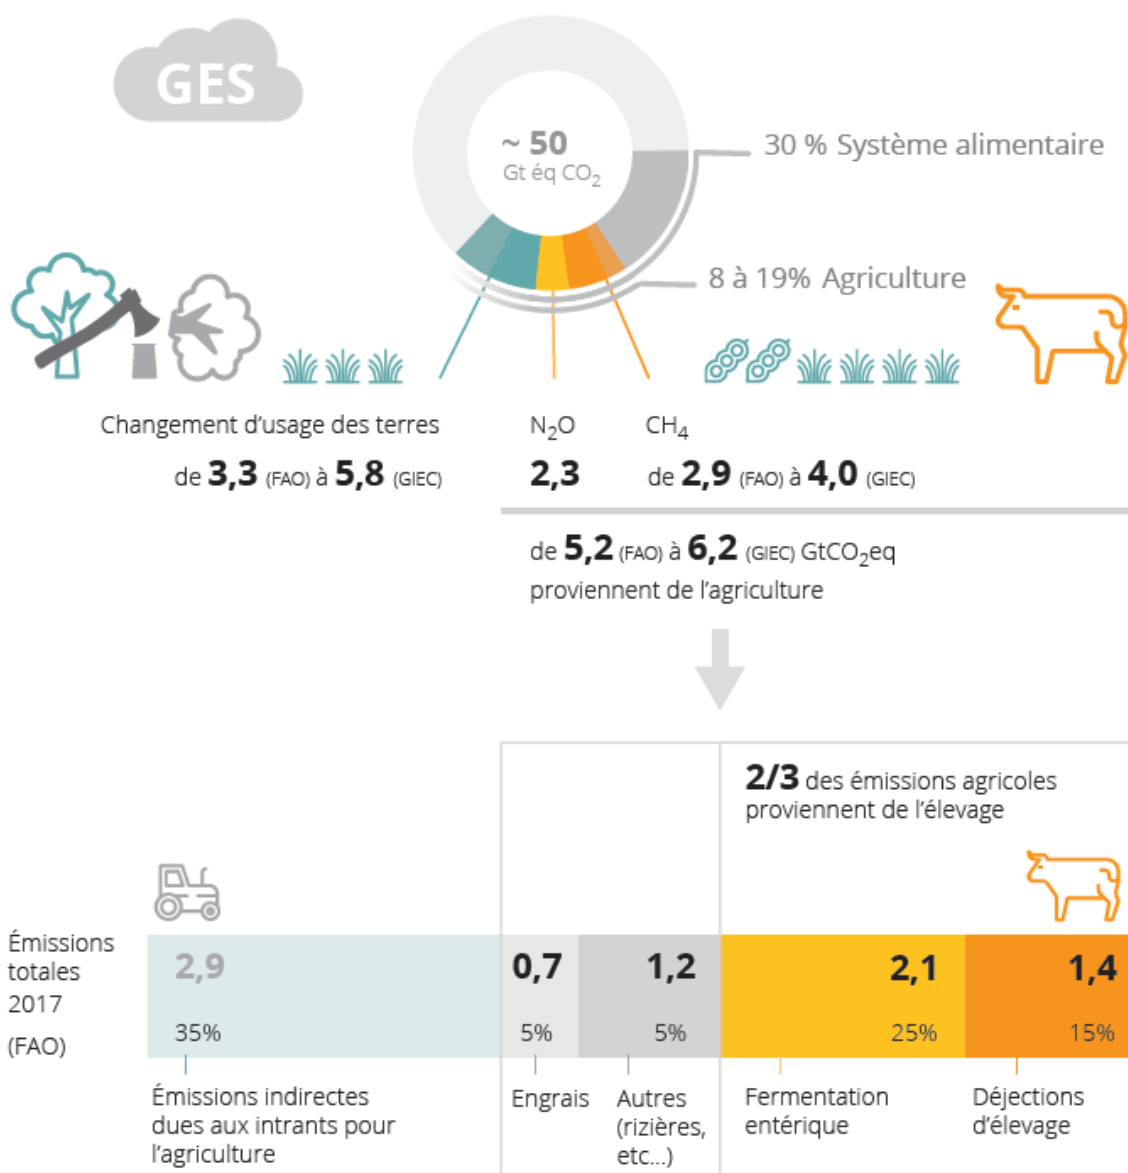 GES
~ 50
Gt éq CO₂
30 % Système alimentaire
8 à 19% Agriculture
Changement d'usage des terres
de 3,3 (FAO) à 5,8 (GIEC)
N₂O
2,3
CH₄
de 2,9 (FAO) à 4,0 (GIEC)
de 5,2 (FAO) à 6,2 (GIEC) GtCO₂eq
proviennent de l'agriculture
2/3 des émissions agricoles
proviennent de l'élevage
Émissions
totales
2017
(FAO)
2,9
35%
0,7
5%
1,2
5%
2,1
25%
1,4
15%
Émissions indirectes
dues aux intrants pour
l'agriculture
Engrais
Autres
(rizières,
etc...)
Fermentation
entérique
Déjections
d'élevage